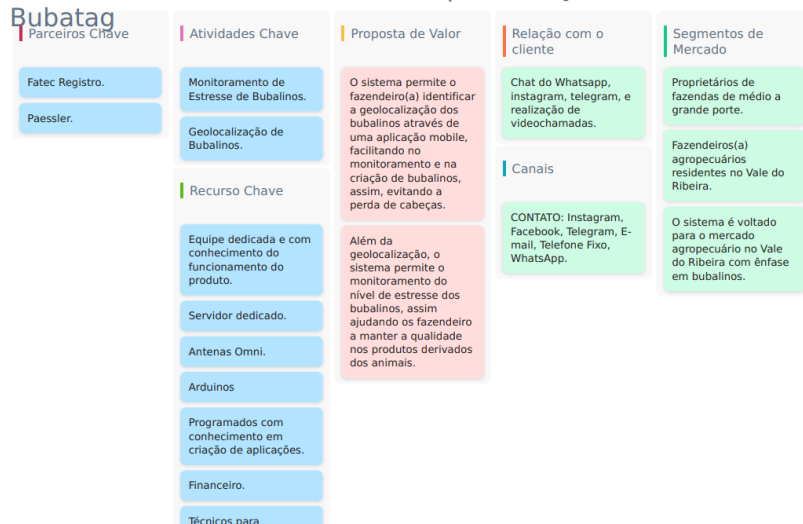 Bubatag
Parceiros Chave
Fatec Registro.
Paessler.
Atividades Chave
Monitoramento de
Estresse de Bubalinos.
Geolocalização de
Bubalinos.
Recurso Chave
Equipe dedicada e com
conhecimento do
funcionamento do
produto.
Servidor dedicado.
Antenas Omni.
Arduinos
Programados com
conhecimento em
criação de aplicações.
Financeiro.
Técnicos para
Proposta de Valor
O sistema permite o
fazendeiro(a) identificar
a geolocalização dos
bubalinos através de
uma aplicação mobile,
facilitando no
monitoramento e na
criação de bubalinos,
assim, evitando a
perda de cabeças.
Além da
geolocalização, o
sistema permite o
monitoramento do
nível de estresse dos
bubalinos, assim
ajudando os fazendeiro
a manter a qualidade
nos produtos derivados
dos animais.
Relação com o
cliente
Chat do Whatsapp,
instagram, telegram, e
realização de
videochamadas.
Canais
CONTATO: Instagram,
Facebook, Telegram, E-
mail, Telefone Fixo,
WhatsApp.
Segmentos de
Mercado
Proprietários de
fazendas de médio a
grande porte.
Fazendeiros(a)
agropecuários
residentes no Vale do
Ribeira.
O sistema é voltado
para o mercado
agropecuário no Vale
do Ribeira com ênfase
em bubalinos.